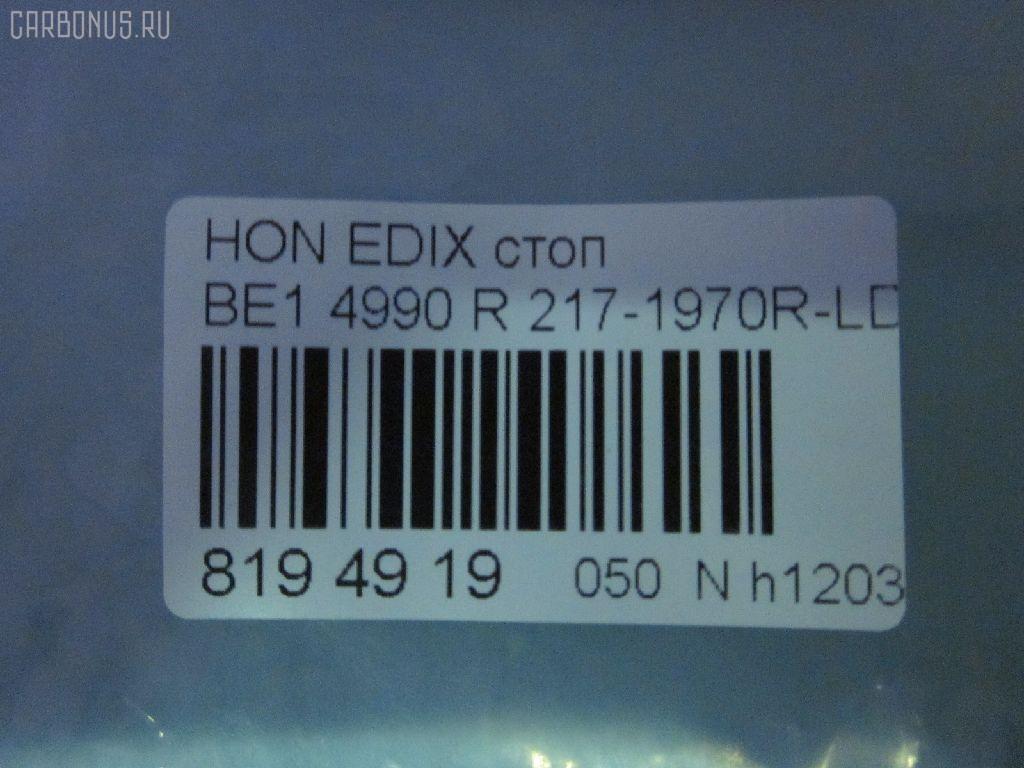 CARBONUS.RU
HON EDIX стоп
BE1 4990 R 217-1970R-LD
819 49 19 050 N h1203